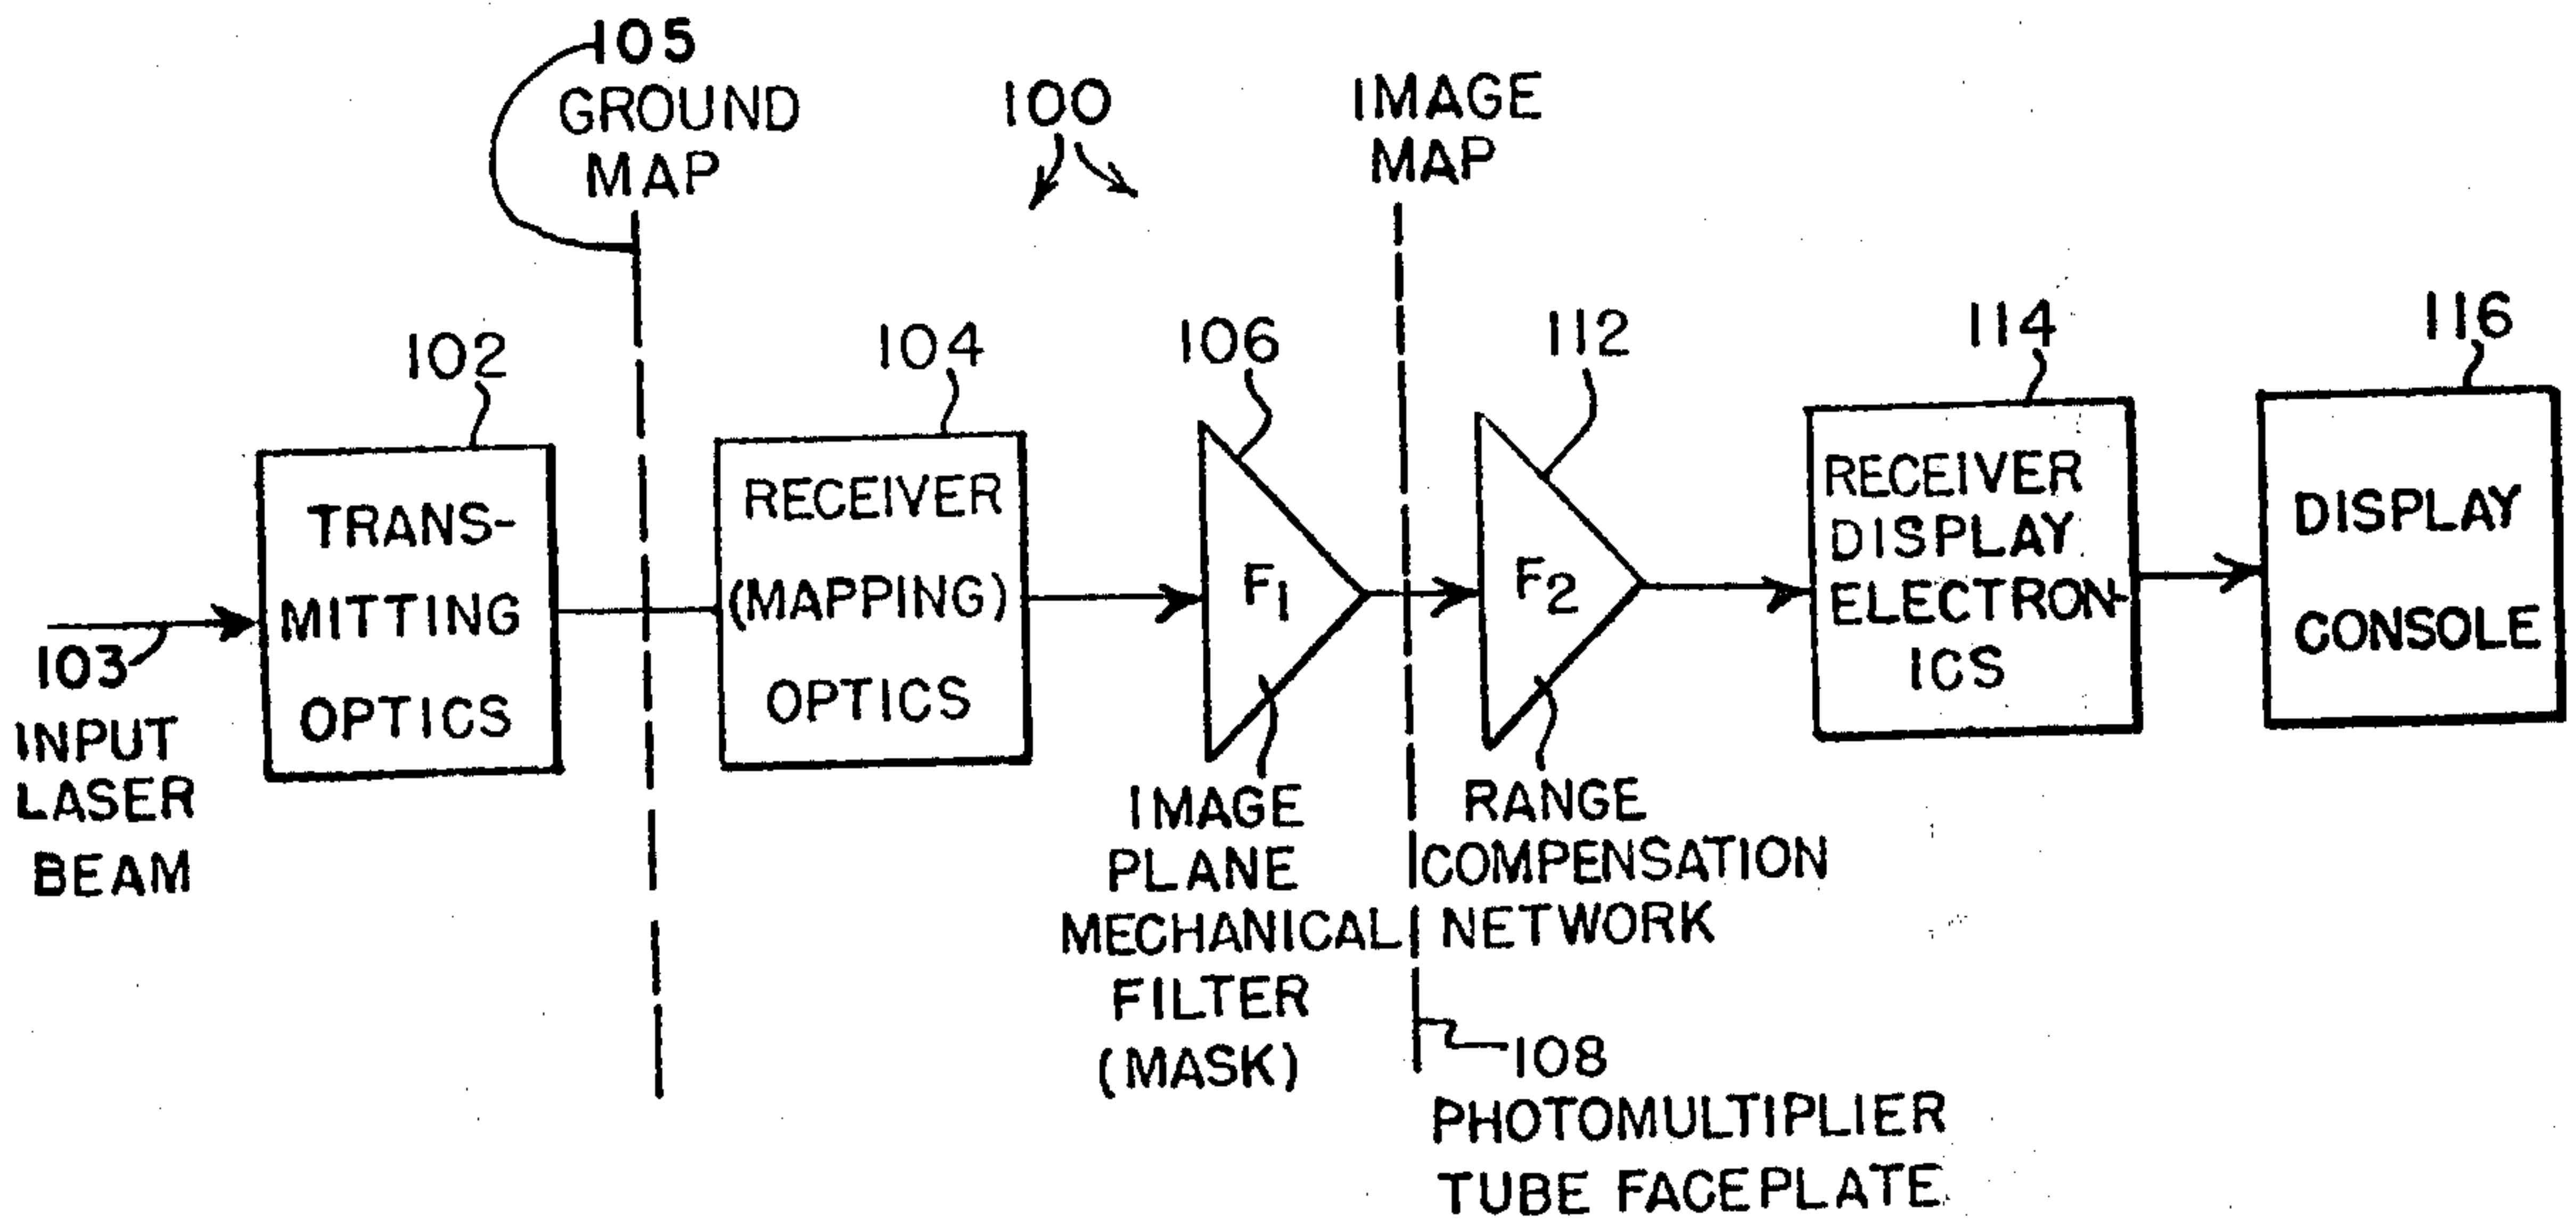 105
GROUND
MAP
100
IMAGE
MAP
102
104
106
112
114
116
TRANS-
MITTING
OPTICS
RECEIVER
(MAPPING)
OPTICS
F1
F2
RECEIVER
DISPLAY
ELECTRON-
ICS
DISPLAY
CONSOLE
103
INPUT
LASER
BEAM
IMAGE
PLANE
MECHANICAL
FILTER
(MASK)
RANGE
COMPENSATION
NETWORK
108
PHOTOMULTIPLIER
TUBE FACEPLATE